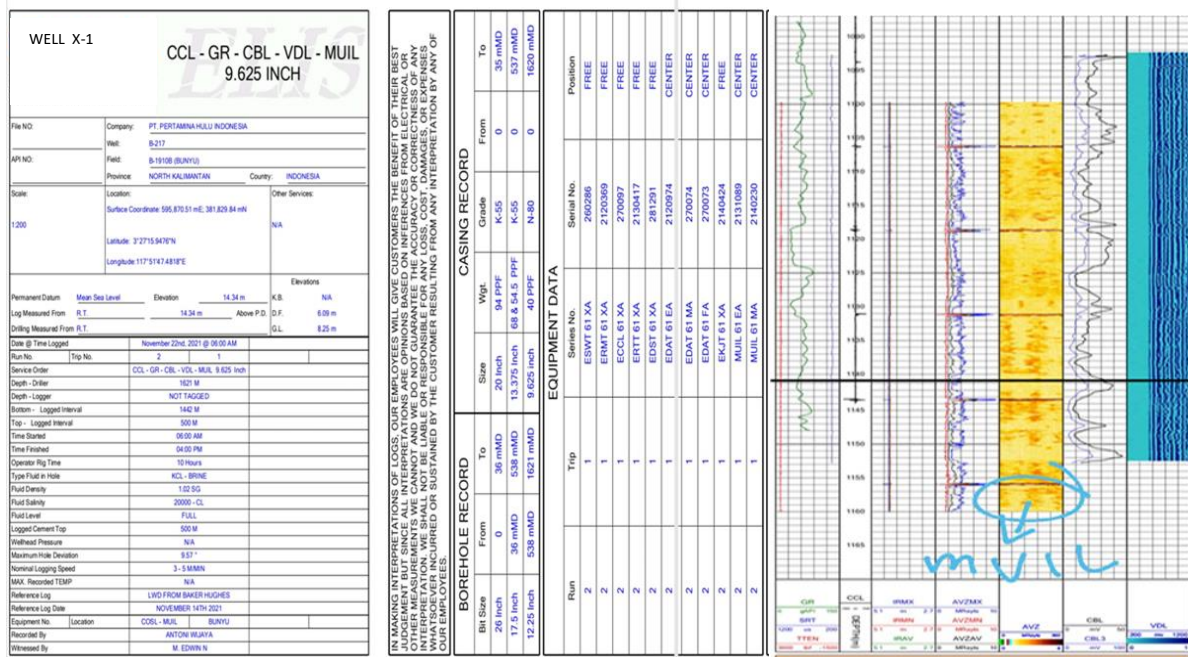 WELL X-1
CCL - GR - CBL - VDL - MUIL
9.625 INCH
File NO:
Company: PT. PERTAMINA HULU INDONESIA
Well: B-217
API NO:
Field: B-1910B (BUNYU)
Province NORTH KALIMANTAN Country: INDONESIA
Scale:
1:200
Location:
Surface Coordinate: 595,870.51 mE; 381,829.84 mN
Latitude: 3°27'15.9476"N
Longitude:117°51'47.4818"E
Other Services:
N/A
Elevations
Permanent Datum Mean Sea Level Elevation 14.34 m K.B. N/A
Log Measured From R.T. 14.34 m Above P.D. D.F. 6.09 m
Drilling Measured From R.T. G.L. 8.25 m
Date @ Time Logged November 22nd, 2021 @ 06:00 AM
Run No. Trip No. 2 1
Service Order CCL - GR - CBL - VDL - MUIL 9.625 Inch
Depth - Driller 1621 M
Depth - Logger NOT TAGGED
Bottom - Logged Interval 1442 M
Top - Logged Interval 500 M
Time Started 06:00 AM
Time Finished 04:00 PM
Operator Rig Time 10 Hours
Type Fluid in Hole KCL - BRINE
Fluid Density 1.02 SG
Fluid Salinity 20000 - CL
Fluid Level FULL
Logged Cement Top 500 M
Wellhead Pressure N/A
Maximum Hole Deviation 9.57 °
Nominal Logging Speed 3 - 5 M/MIN
MAX. Recorded TEMP N/A
Reference Log LWD FROM BAKER HUGHES
Reference Log Date NOVEMBER 14TH 2021
Equipment No. Location COSL - MUIL BUNYU
Recorded By ANTONI WIJAYA
Witnessed By M. EDWIN N
IN MAKING INTERPRETATIONS OF LOGS, OUR EMPLOYEES WILL GIVE CUSTOMERS THE BENEFIT OF THEIR BEST
JUDGEMENT BUT SINCE ALL INTERPRETATIONS ARE OPINIONS BASED ON INFERENCES FROM ELECTRICAL OR
OTHER MEASUREMENTS WE CANNOT AND WE DO NOT GUARANTEE THE ACCURACY OR CORRECTNESS OF ANY
INTERPRETATION. WE SHALL NOT BE LIABLE OR RESPONSIBLE FOR ANY LOSS, COST, DAMAGES, OR EXPENSES
WHATSOEVER INCURRED OR SUSTAINED BY THE CUSTOMER RESULTING FROM ANY INTERPRETATION BY ANY OF
OUR EMPLOYEES.
BOREHOLE RECORD
Bit Size From To
26 Inch 0 36 mMD
17.5 Inch 36 mMD 538 mMD
12.25 Inch 538 mMD 1621 mMD
CASING RECORD
Size Wgt. Grade From To
20 Inch 94 PPF K-55 0 35 mMD
13.375 Inch 68 & 54.5 PPF K-55 0 537 mMD
9.625 Inch 40 PPF N-80 0 1620 mMD
EQUIPMENT DATA
Run Trip Series No. Serial No. Position
2 1 ESWT 61 XA 260286 FREE
2 1 ERMT 61 XA 2120369 FREE
2 1 ECCL 61 XA 270097 FREE
2 1 ERTT 61 XA 2130417 FREE
2 1 EDST 61 XA 281291 FREE
2 1 EDAT 61 EA 2120974 CENTER
2 1 EDAT 61 MA 270074 CENTER
2 1 EDAT 61 FA 270073 CENTER
2 1 EKJT 61 XA 2140424 FREE
2 1 MUIL 61 EA 2131089 CENTER
2 1 MUIL 61 MA 2140230 CENTER
1095
1100
1105
1110
1120
1125
1145
1150
1155
1160
1165
GR
SRT
TTEN
CCL
DEPTH(m)
IRMX
IRMN
IRAV
AVZMX
AVZMN
AVZAV
AVZ
CBL
CBL3
VDL